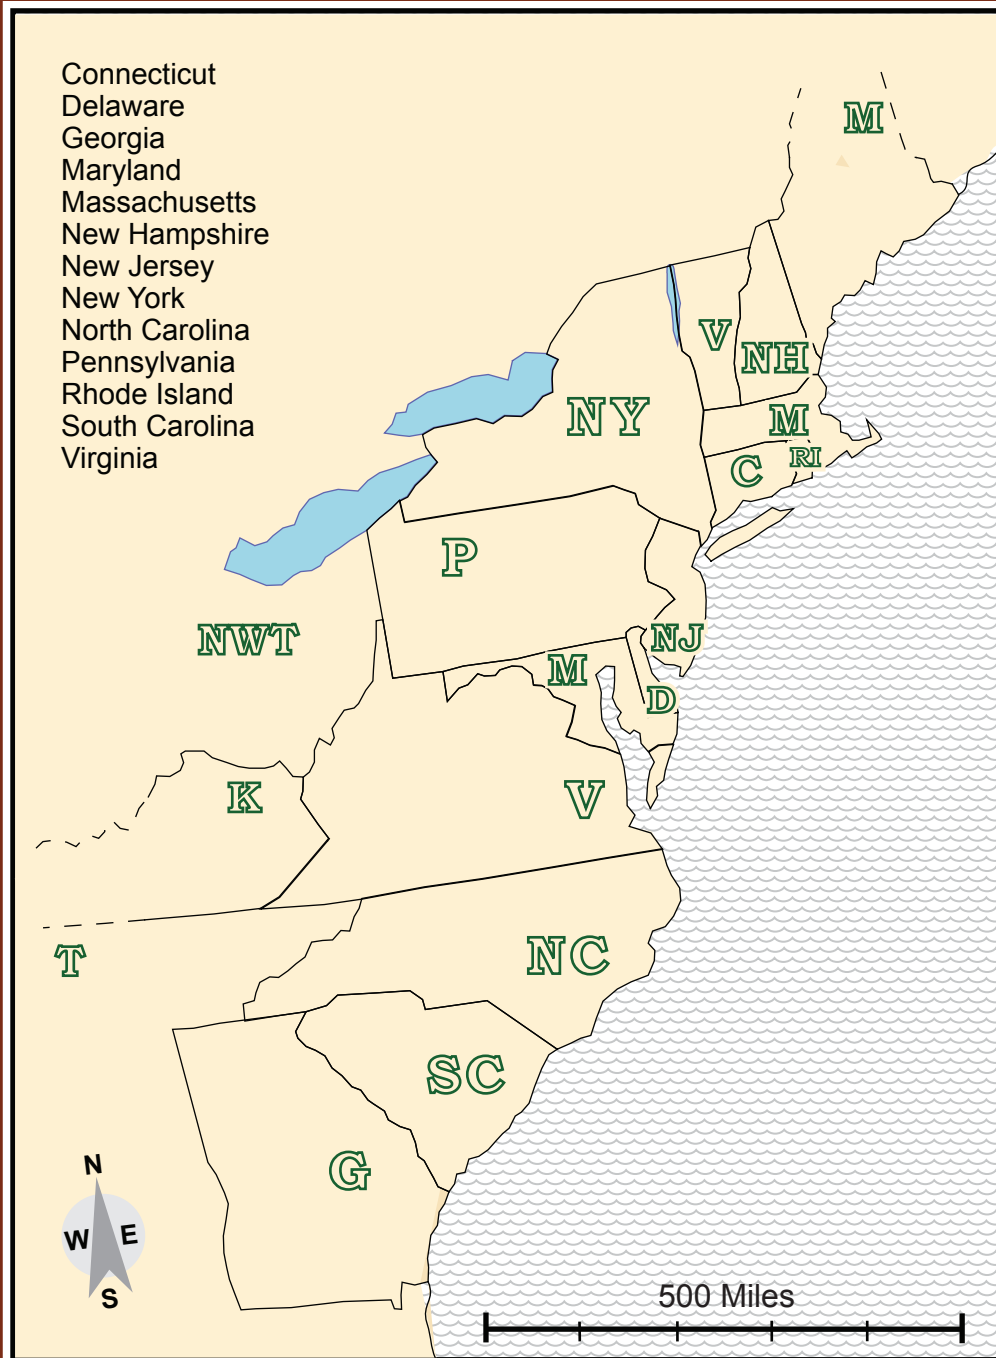 Connecticut
Delaware
Georgia
Maryland
Massachusetts
New Hampshire
New Jersey
New York
North Carolina
Pennsylvania
Rhode Island
South Carolina
Virginia
M
V
NH
NY
M
C
RI
P
NWT
NJ
M
D
K
V
T
NC
SC
G
N
W E
S
500 Miles